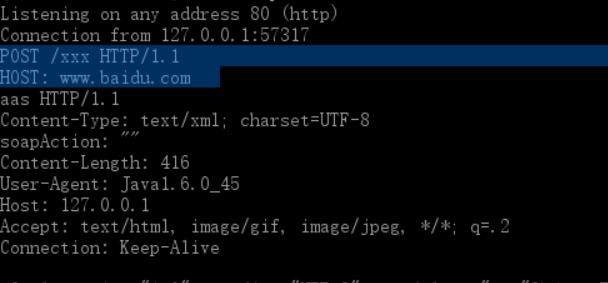 Listening on any address 80 (http)
Connection from 127.0.0.1:57317
POST /xxx HTTP/1.1
HOST: www.baidu.com
aas HTTP/1.1
Content-Type: text/xml; charset=UTF-8
soapAction: ""
Content-Length: 416
User-Agent: Java1.6.0_45
Host: 127.0.0.1
Accept: text/html, image/gif, image/jpeg, */*; q=.2
Connection: Keep-Alive